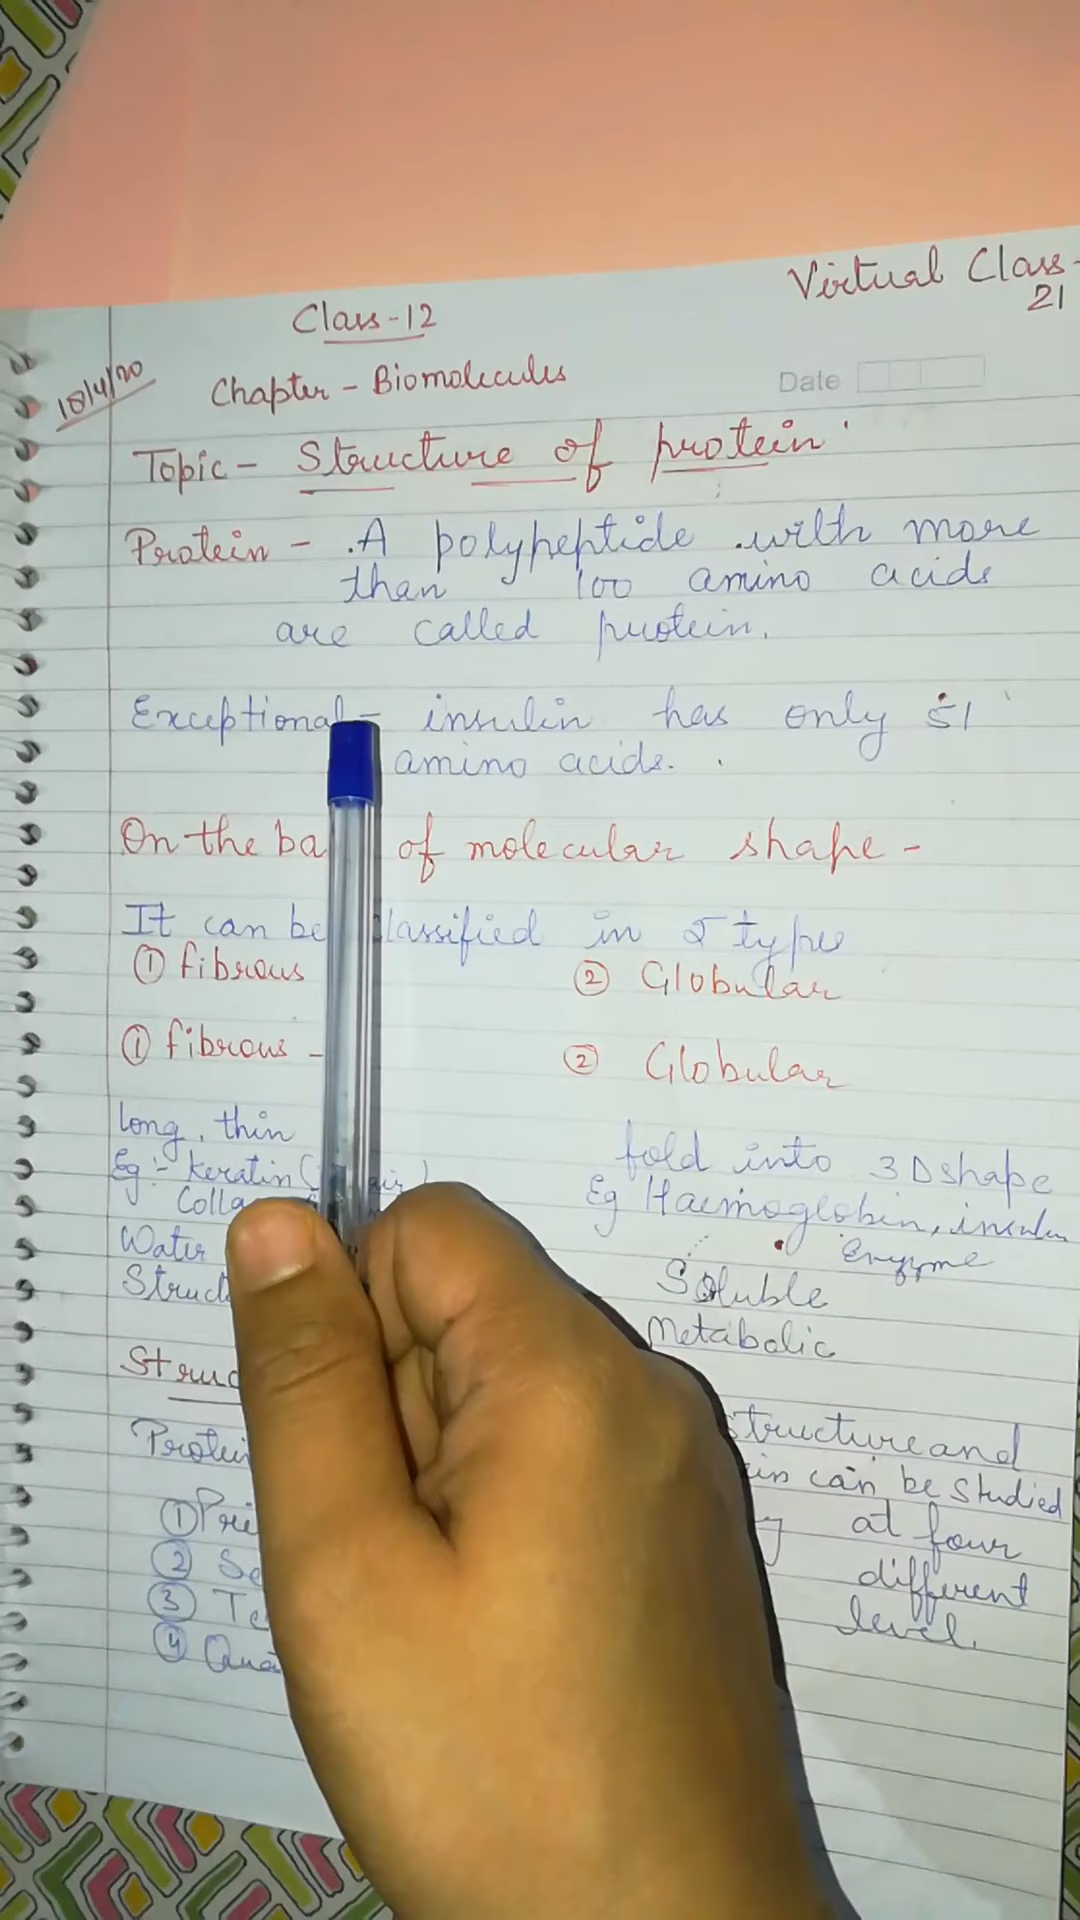 Virtual Class-
21
Class-12
18/4/20
Chapter - Biomolecules
Date
Topic - Structure of protein
Protein - A polypeptide with more
than 100 amino acids
are called protein.
Exceptional - insulin has only 51
amino acids.
On the ba of molecular shape -
It can be lassified in 2 types
① fibrous ② Globular
① fibrous - ② Globular
long, thin fold into 3D shape
Eg :- Keratin ( Eg Haemoglobin, insulin
Colla Enzyme
Water Soluble
Struct Metabolic
Struc
Protein structure and
can be studied
① Pri at four
② Se different
③ Te level.
④ Qua